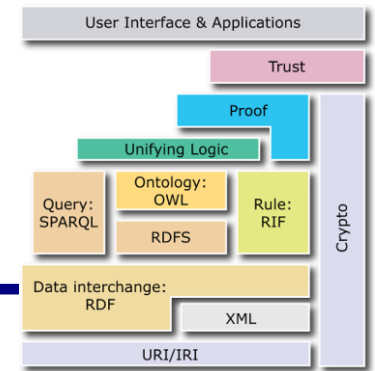 User Interface & Applications
Trust
Proof
Unifying Logic
Query:
SPARQL
Ontology:
OWL
RDFS
Rule:
RIF
Crypto
Data interchange:
RDF
XML
URI/IRI